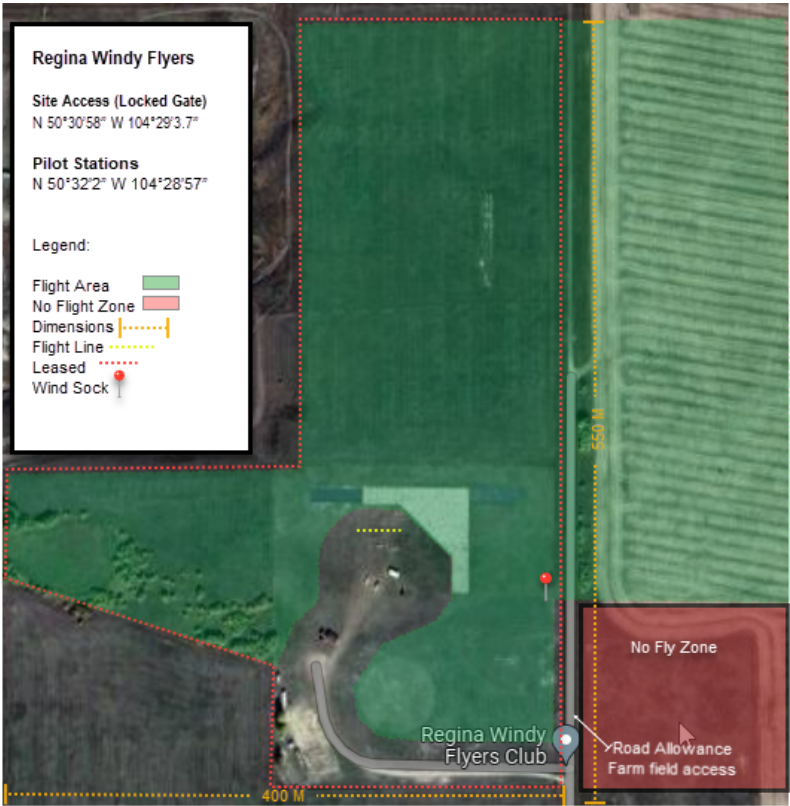 Regina Windy Flyers
Site Access (Locked Gate)
N 50°30'58" W 104°29'3.7"
Pilot Stations
N 50°32'2" W 104°28'57"
Legend:
Flight Area
No Flight Zone
Dimensions
Flight Line
Leased
Wind Sock
550 M
No Fly Zone
Regina Windy
Flyers Club
Road Allowance
Farm field access
400 M